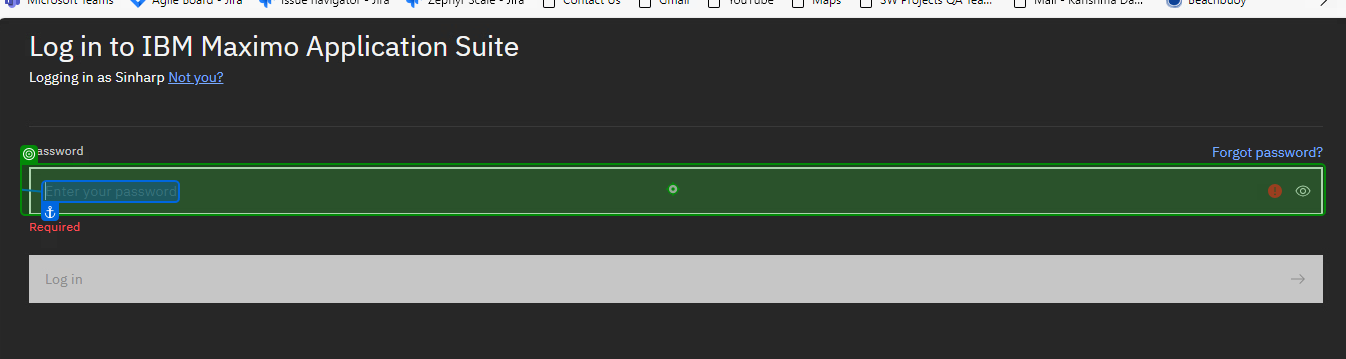 Microsoft Teams Agile Board - Jira Issue navigator - Jira Zephyr Scale - Jira Contact Us Gmail YouTube Maps SW Projects QA Tea... Mail - Karishma Da... Beachbuoy
Log in to IBM Maximo Application Suite
Logging in as Sinharp Not you?
assword Forgot password?
Enter your password
Required
Log in